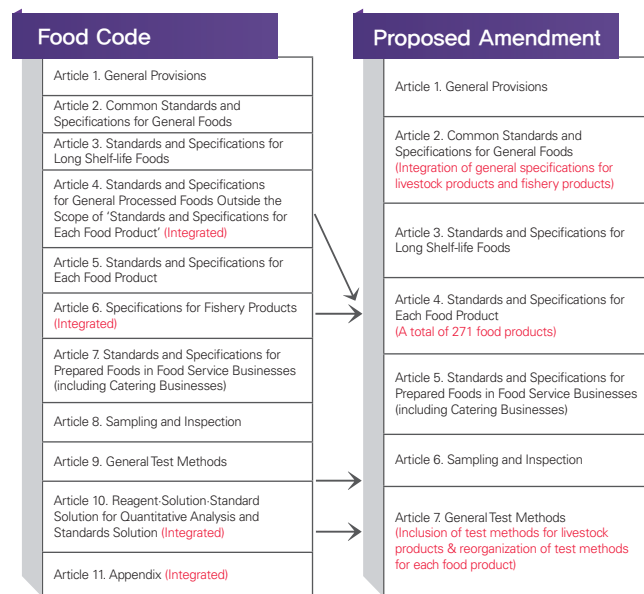 Food Code
Article 1. General Provisions
Article 2. Common Standards and
Specifications for General Foods
Article 3. Standards and Specifications for
Long Shelf-life Foods
Article 4. Standards and Specifications
for General Processed Foods Outside the
Scope of ‘Standards and Specifications for
Each Food Product’ (Integrated)
Article 5. Standards and Specifications for
Each Food Product
Article 6. Specifications for Fishery Products
(Integrated)
Article 7. Standards and Specifications for
Prepared Foods in Food Service Businesses
(including Catering Businesses)
Article 8. Sampling and Inspection
Article 9. General Test Methods
Article 10. Reagent·Solution·Standard
Solution for Quantitative Analysis and
Standards Solution (Integrated)
Article 11. Appendix (Integrated)
Proposed Amendment
Article 1. General Provisions
Article 2. Common Standards and
Specifications for General Foods
(Integration of general specifications for
livestock products and fishery products)
Article 3. Standards and Specifications for
Long Shelf-life Foods
Article 4. Standards and Specifications for
Each Food Product
(A total of 271 food products)
Article 5. Standards and Specifications for
Prepared Foods in Food Service Businesses
(including Catering Businesses)
Article 6. Sampling and Inspection
Article 7. General Test Methods
(Inclusion of test methods for livestock
products & reorganization of test methods
for each food product)